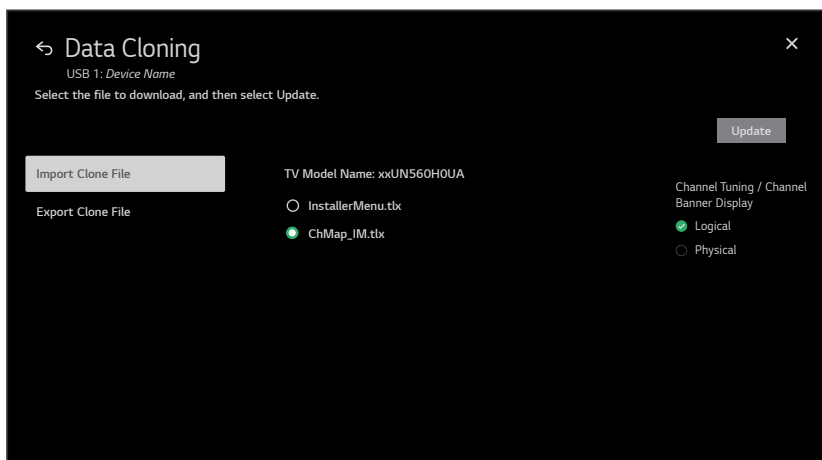 Data Cloning
USB 1: Device Name
Select the file to download, and then select Update.
Update
Import Clone File
Export Clone File
TV Model Name: xxUN560H0UA
InstallerMenu.tlx
ChMap_IM.tlx
Channel Tuning / Channel
Banner Display
Logical
Physical